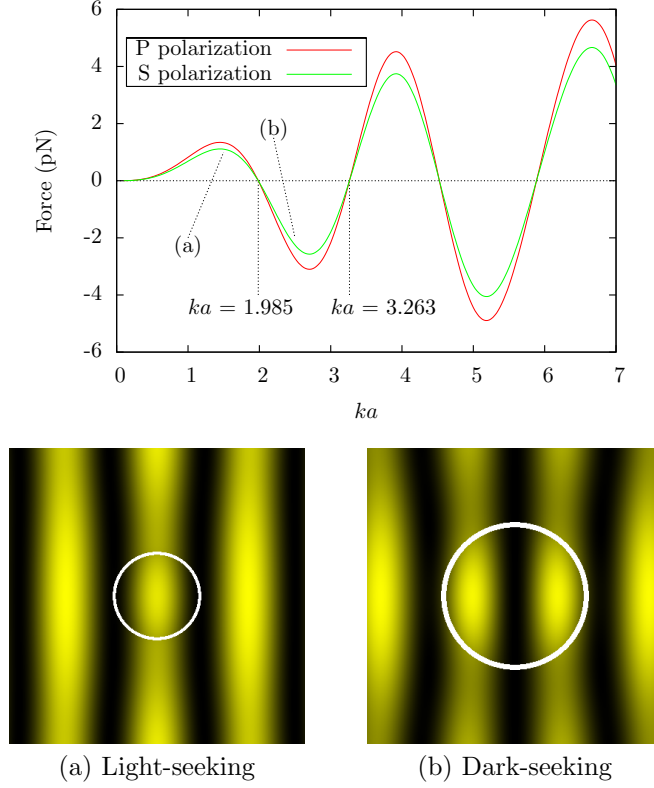 6
4
2
0
-2
-4
-6
Force (pN)
P polarization
S polarization
(b)
(a)
ka = 1.985
ka = 3.263
0 1 2 3 4 5 6 7
ka
(a) Light-seeking
(b) Dark-seeking